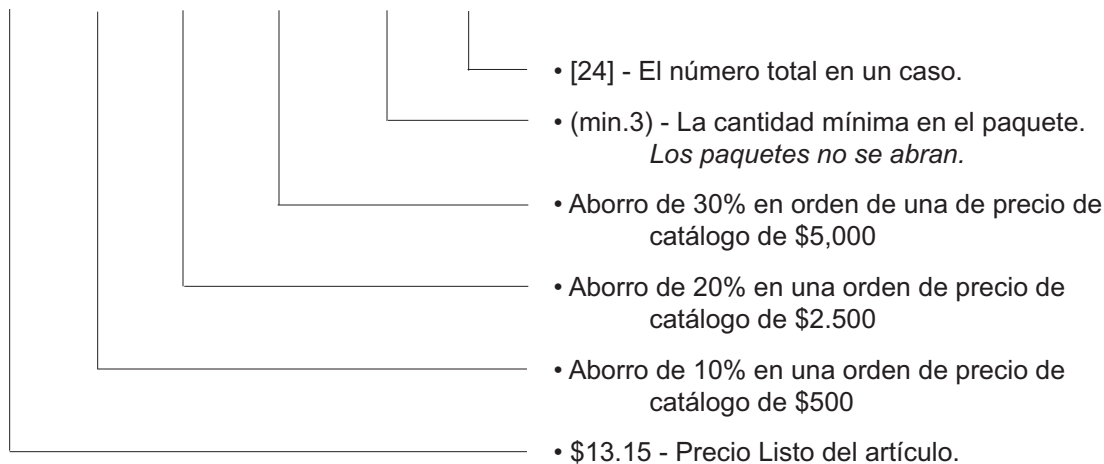 • [24] - El número total en un caso.
• (min.3) - La cantidad mínima en el paquete.
Los paquetes no se abran.
• Aborro de 30% en orden de una de precio de
catálogo de $5,000
• Aborro de 20% en una orden de precio de
catálogo de $2.500
• Aborro de 10% en una orden de precio de
catálogo de $500
• $13.15 - Precio Listo del artículo.